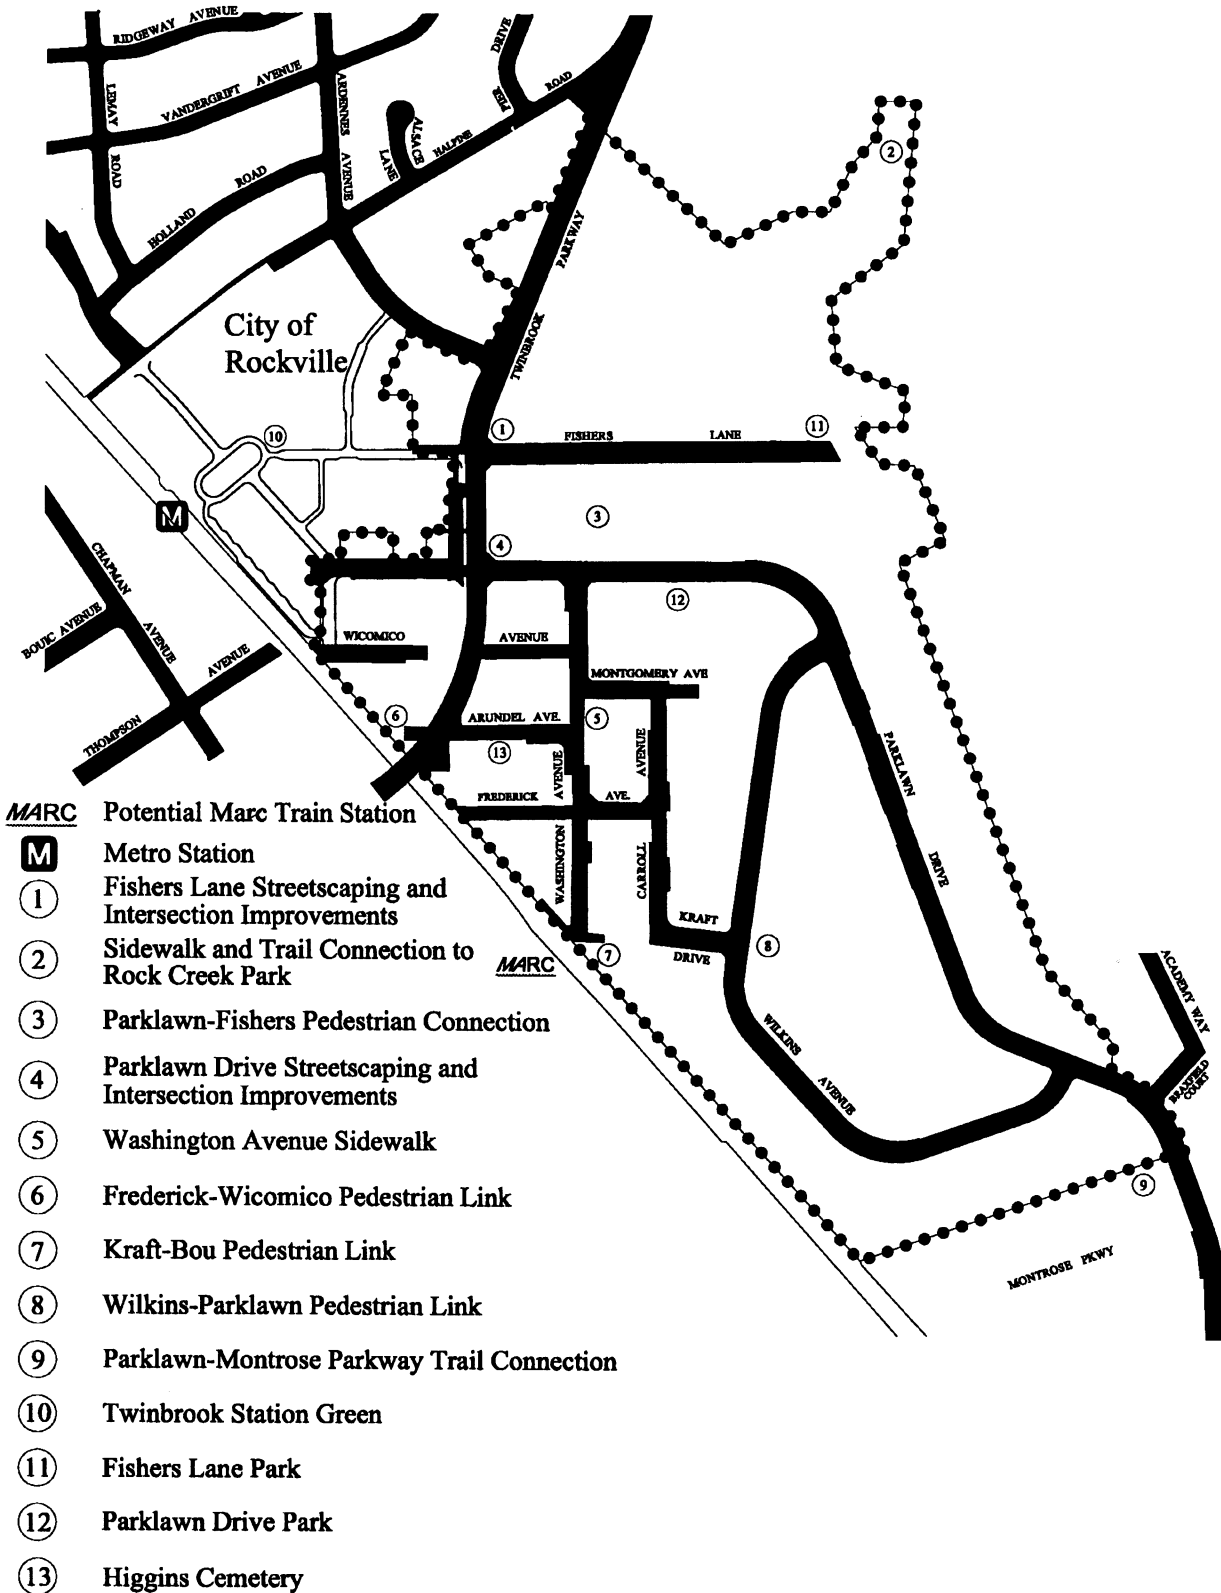 RIDGEWAY AVENUE
LEMAY
ROAD
VANDERGRIFT AVENUE
ARDENNES
AVENUE
ALSACE
LANE
PIER
DRIVE
HALPINE
ROAD
HOLLAND
ROAD
TWINBROOK
PARKWAY
City of
Rockville
2
10
1
FISHERS LANE
11
M
3
4
12
CHAPMAN
AVENUE
BOUIC AVENUE
THOMPSON
AVENUE
WICOMICO AVENUE
MONTGOMERY AVE
6
ARUNDEL AVE.
5
13
WASHINGTON
AVENUE
CARROLL
AVENUE
FREDERICK AVE.
PARKLAWN
DRIVE
KRAFT
DRIVE
8
7
MARC
WILKINS
AVENUE
ACADEMY WAY
BRAXFIELD
COURT
9
MONTROSE PKWY
MARC Potential Marc Train Station
M Metro Station
1 Fishers Lane Streetscaping and
Intersection Improvements
2 Sidewalk and Trail Connection to
Rock Creek Park
3 Parklawn-Fishers Pedestrian Connection
4 Parklawn Drive Streetscaping and
Intersection Improvements
5 Washington Avenue Sidewalk
6 Frederick-Wicomico Pedestrian Link
7 Kraft-Bou Pedestrian Link
8 Wilkins-Parklawn Pedestrian Link
9 Parklawn-Montrose Parkway Trail Connection
10 Twinbrook Station Green
11 Fishers Lane Park
12 Parklawn Drive Park
13 Higgins Cemetery